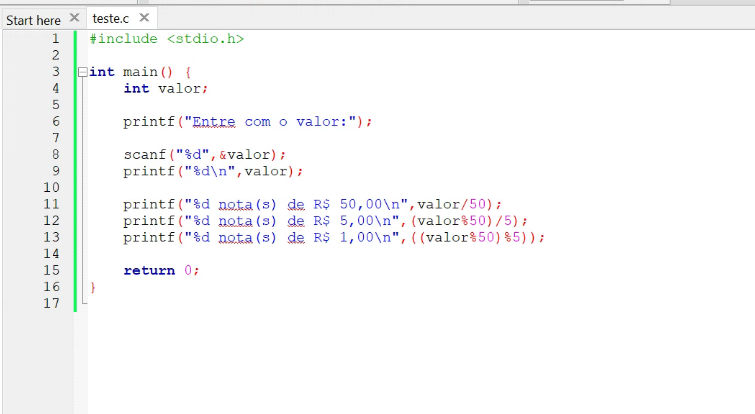 Start here × teste.c ×
1 #include <stdio.h>
2
3 int main() {
4 int valor;
5
6 printf("Entre com o valor:");
7
8 scanf("%d",&valor);
9 printf("%d\n",valor);
10
11 printf("%d nota(s) de R$ 50,00\n",valor/50);
12 printf("%d nota(s) de R$ 5,00\n",(valor%50)/5);
13 printf("%d nota(s) de R$ 1,00\n",((valor%50)%5));
14
15 return 0;
16 }
17